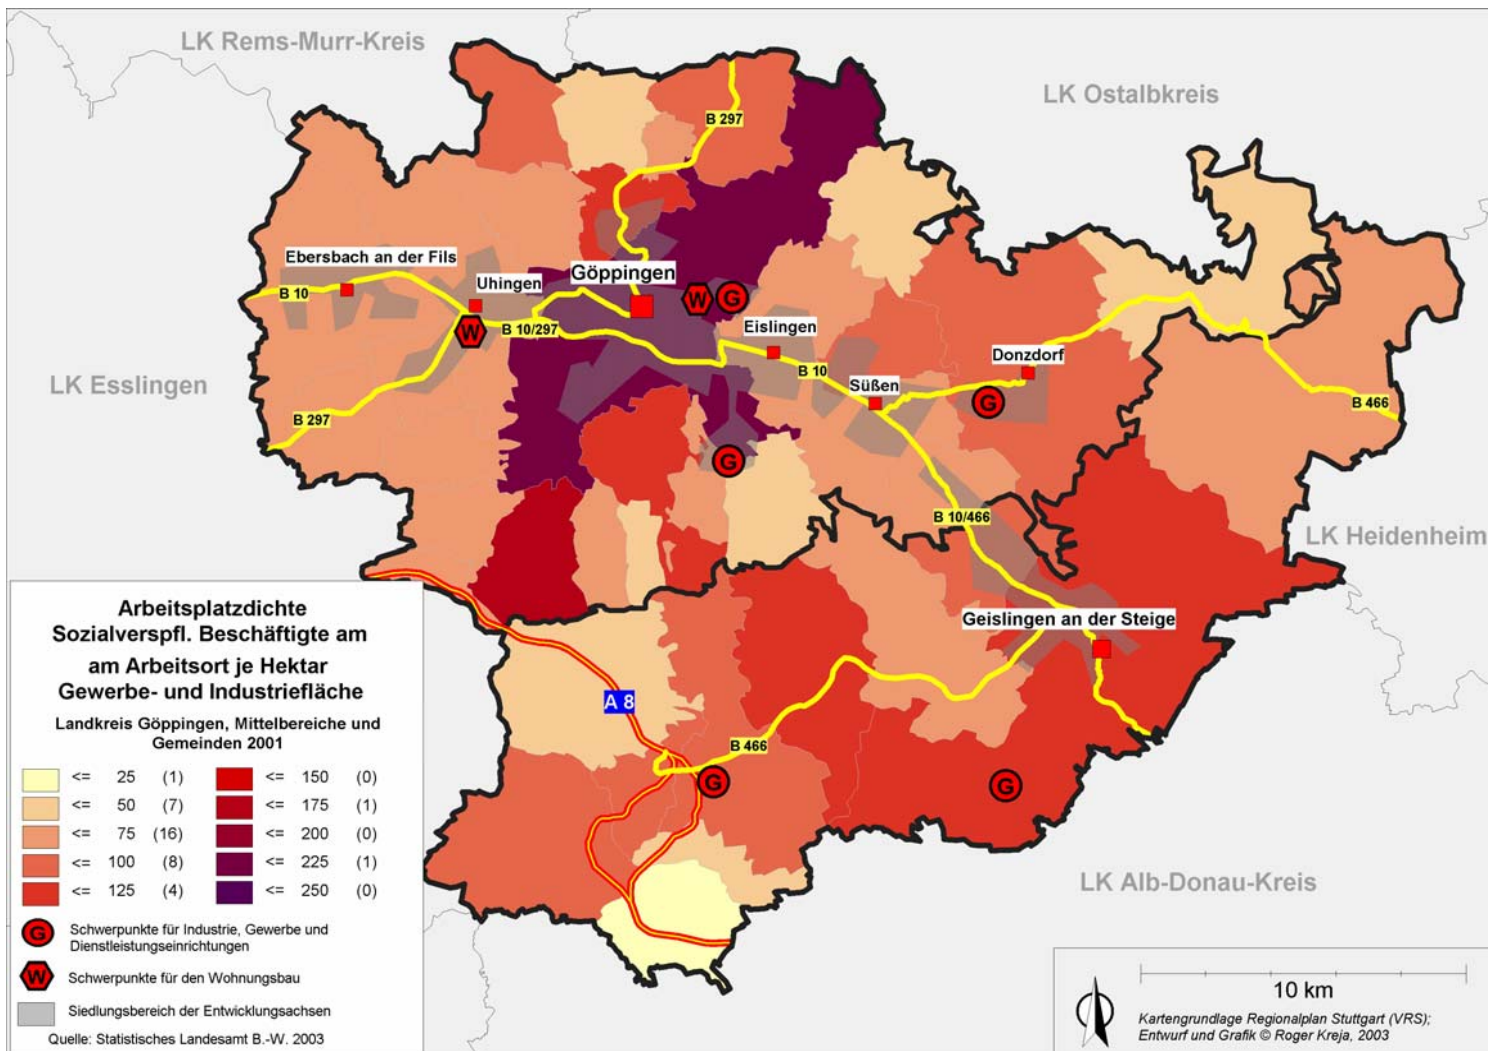 LK Rems-Murr-Kreis
LK Ostalbkreis
B 297
Ebersbach an der Fils
Uhingen
Göppingen
B 10
W
G
W
B 10/297
Eislingen
B 10
Donzdorf
Süßen
LK Esslingen
G
B 466
B 297
G
B 10/466
LK Heidenheim
Geislingen an der Steige
A 8
B 466
G
G
LK Alb-Donau-Kreis
Arbeitsplatzdichte
Sozialverspfl. Beschäftigte am
am Arbeitsort je Hektar
Gewerbe- und Industriefläche
Landkreis Göppingen, Mittelbereiche und
Gemeinden 2001
<= 25 (1) <= 150 (0)
<= 50 (7) <= 175 (1)
<= 75 (16) <= 200 (0)
<= 100 (8) <= 225 (1)
<= 125 (4) <= 250 (0)
G Schwerpunkte für Industrie, Gewerbe und
Dienstleistungseinrichtungen
W Schwerpunkte für den Wohnungsbau
Siedlungsbereich der Entwicklungsachsen
Quelle: Statistisches Landesamt B.-W. 2003
10 km
Kartengrundlage Regionalplan Stuttgart (VRS);
Entwurf und Grafik © Roger Kreja, 2003